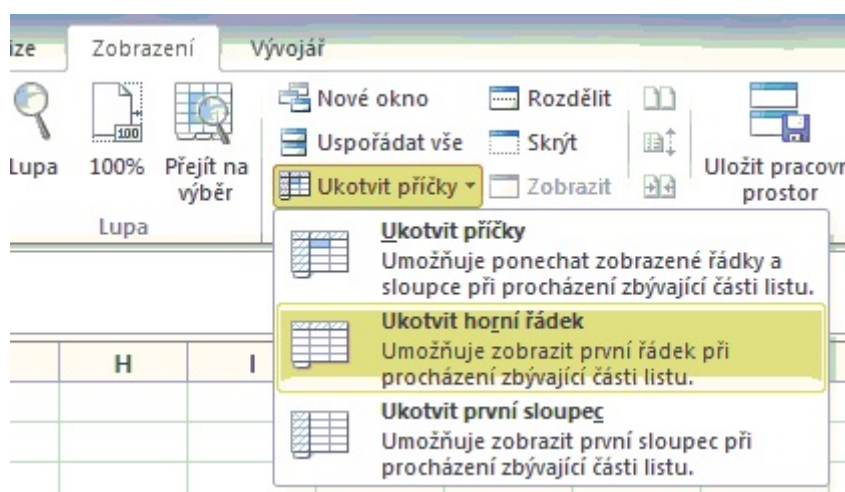 ize Zobrazení Vývojář
Nové okno Rozdělit
Uspořádat vše Skrýt
Ukotvit příčky Zobrazit
Lupa 100% Přejít na
výběr
100
Uložit pracovn
prostor
Lupa
Ukotvit příčky
Umožňuje ponechat zobrazené řádky a
sloupce při procházení zbývající části listu.
Ukotvit horní řádek
Umožňuje zobrazit první řádek při
procházení zbývající části listu.
Ukotvit první sloupec
Umožňuje zobrazit první sloupec při
procházení zbývající části listu.
H I